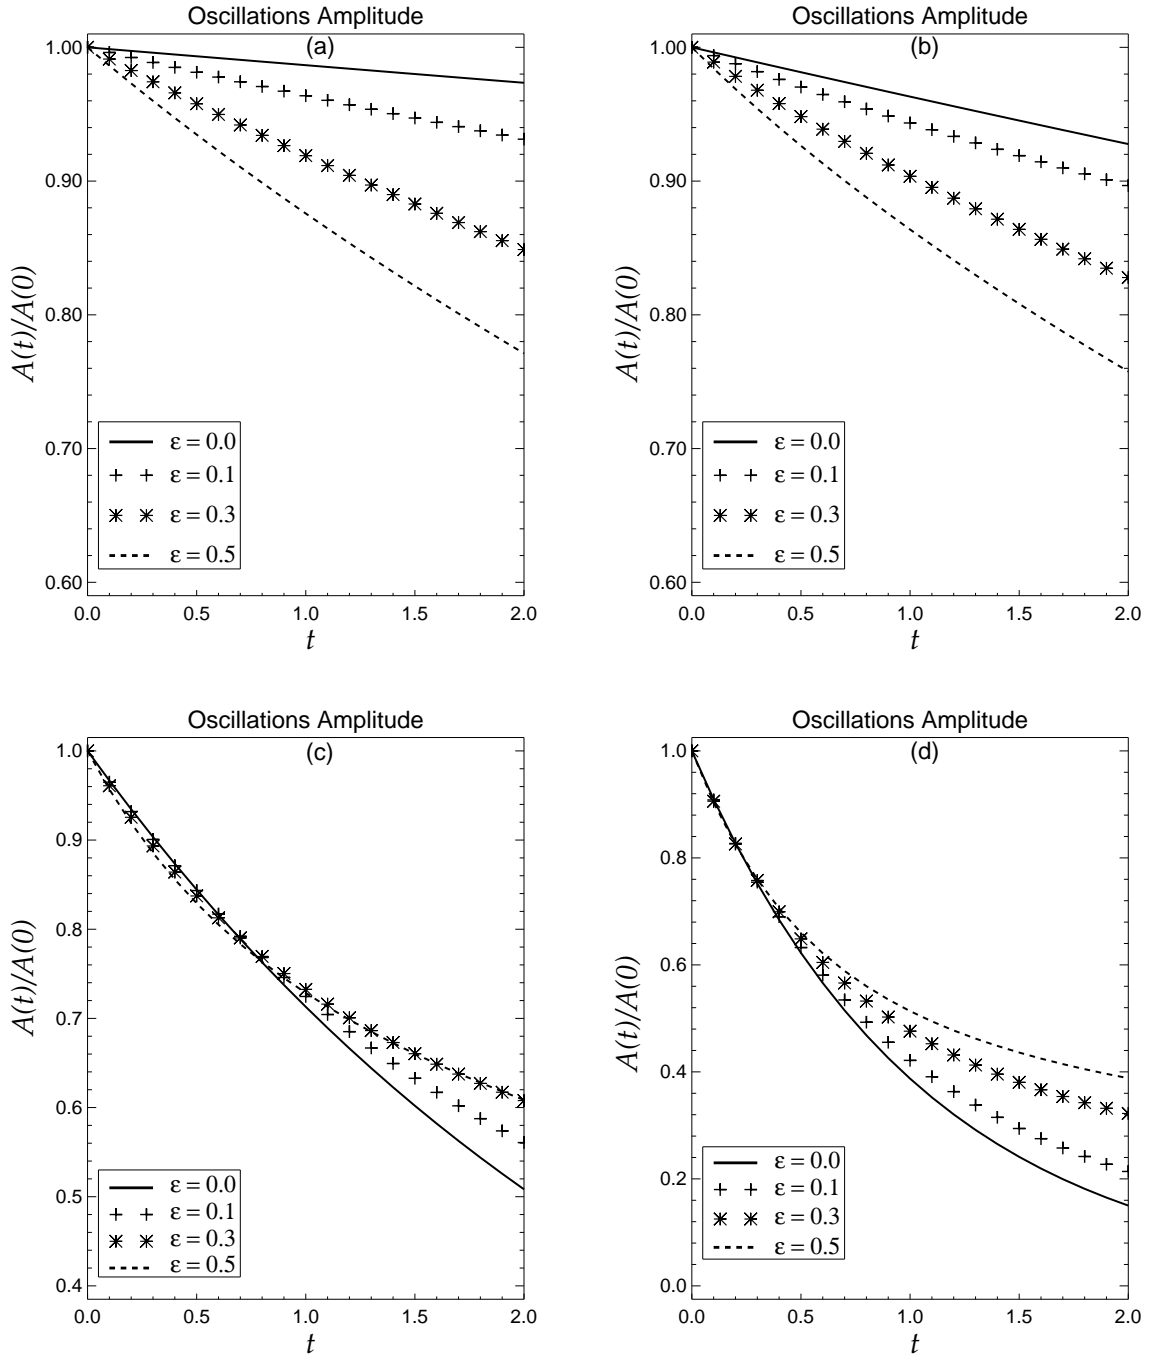 Oscillations Amplitude
(a)
1.00
0.90
0.80
0.70
0.60
A(t)/A(0)
ε = 0.0
ε = 0.1
ε = 0.3
ε = 0.5
0.0 0.5 1.0 1.5 2.0
t
Oscillations Amplitude
(b)
1.00
0.90
0.80
0.70
0.60
A(t)/A(0)
ε = 0.0
ε = 0.1
ε = 0.3
ε = 0.5
0.0 0.5 1.0 1.5 2.0
t
Oscillations Amplitude
(c)
1.0
0.9
0.8
0.7
0.6
0.5
0.4
A(t)/A(0)
ε = 0.0
ε = 0.1
ε = 0.3
ε = 0.5
0.0 0.5 1.0 1.5 2.0
t
Oscillations Amplitude
(d)
1.0
0.8
0.6
0.4
0.2
0.0
A(t)/A(0)
ε = 0.0
ε = 0.1
ε = 0.3
ε = 0.5
0.0 0.5 1.0 1.5 2.0
t